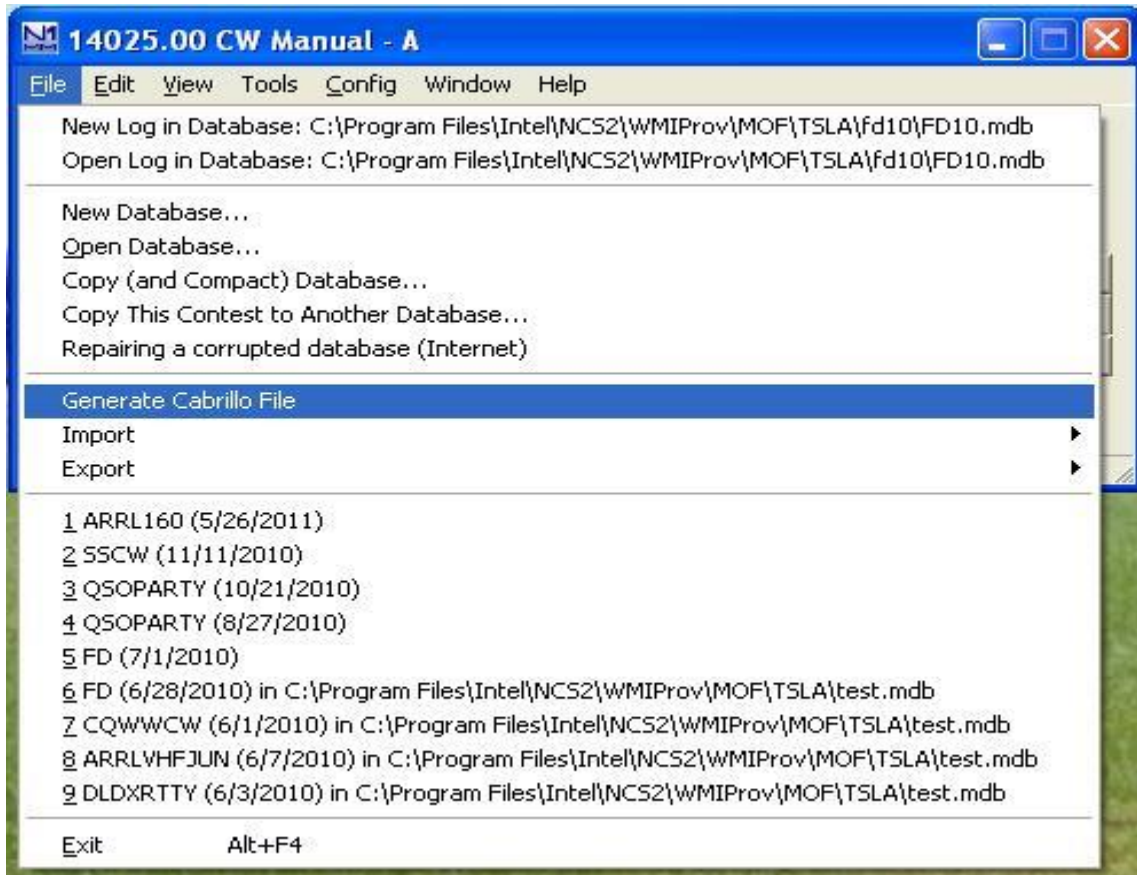 N1
MM
14025.00 CW Manual - A
File Edit View Tools Config Window Help
New Log in Database: C:\Program Files\Intel\NCS2\WMIProv\MOF\TSLA\fd10\FD10.mdb
Open Log in Database: C:\Program Files\Intel\NCS2\WMIProv\MOF\TSLA\fd10\FD10.mdb
New Database...
Open Database...
Copy (and Compact) Database...
Copy This Contest to Another Database...
Repairing a corrupted database (Internet)
Generate Cabrillo File
Import
Export
1 ARRL160 (5/26/2011)
2 SSCW (11/11/2010)
3 QSOPARTY (10/21/2010)
4 QSOPARTY (8/27/2010)
5 FD (7/1/2010)
6 FD (6/28/2010) in C:\Program Files\Intel\NCS2\WMIProv\MOF\TSLA\test.mdb
7 CQWWCW (6/1/2010) in C:\Program Files\Intel\NCS2\WMIProv\MOF\TSLA\test.mdb
8 ARRLVHFJUN (6/7/2010) in C:\Program Files\Intel\NCS2\WMIProv\MOF\TSLA\test.mdb
9 DLDXRTTY (6/3/2010) in C:\Program Files\Intel\NCS2\WMIProv\MOF\TSLA\test.mdb
Exit Alt+F4